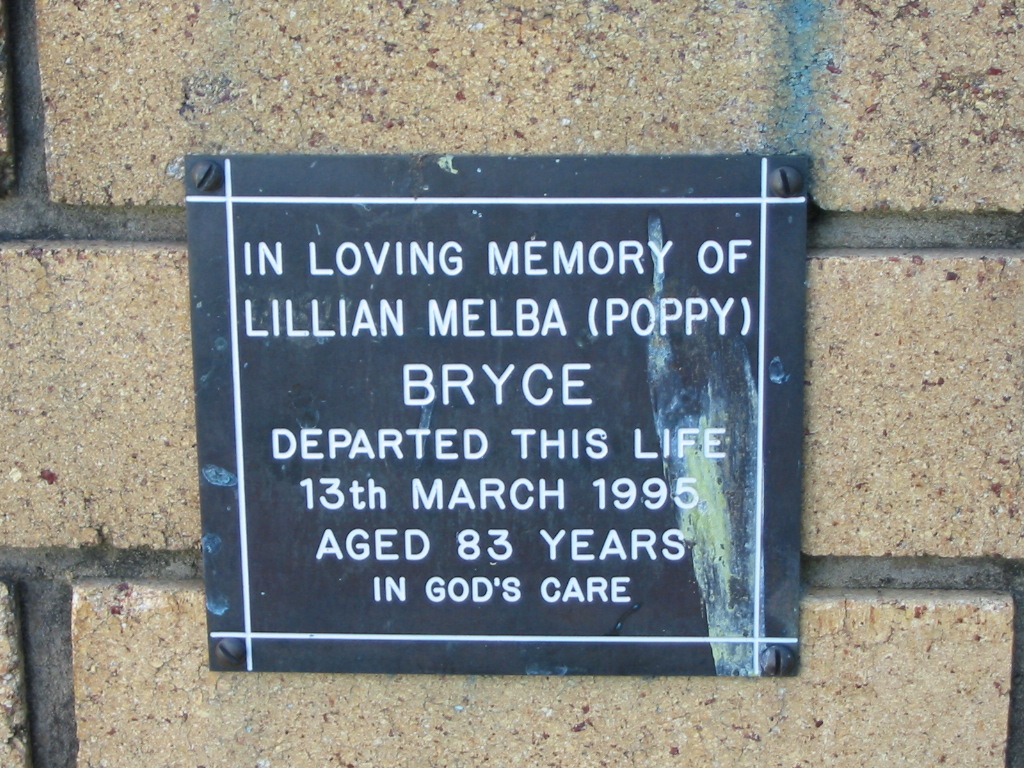 IN LOVING MEMORY OF
LILLIAN MELBA (POPPY)
BRYCE
DEPARTED THIS LIFE
13th MARCH 1995
AGED 83 YEARS
IN GOD'S CARE